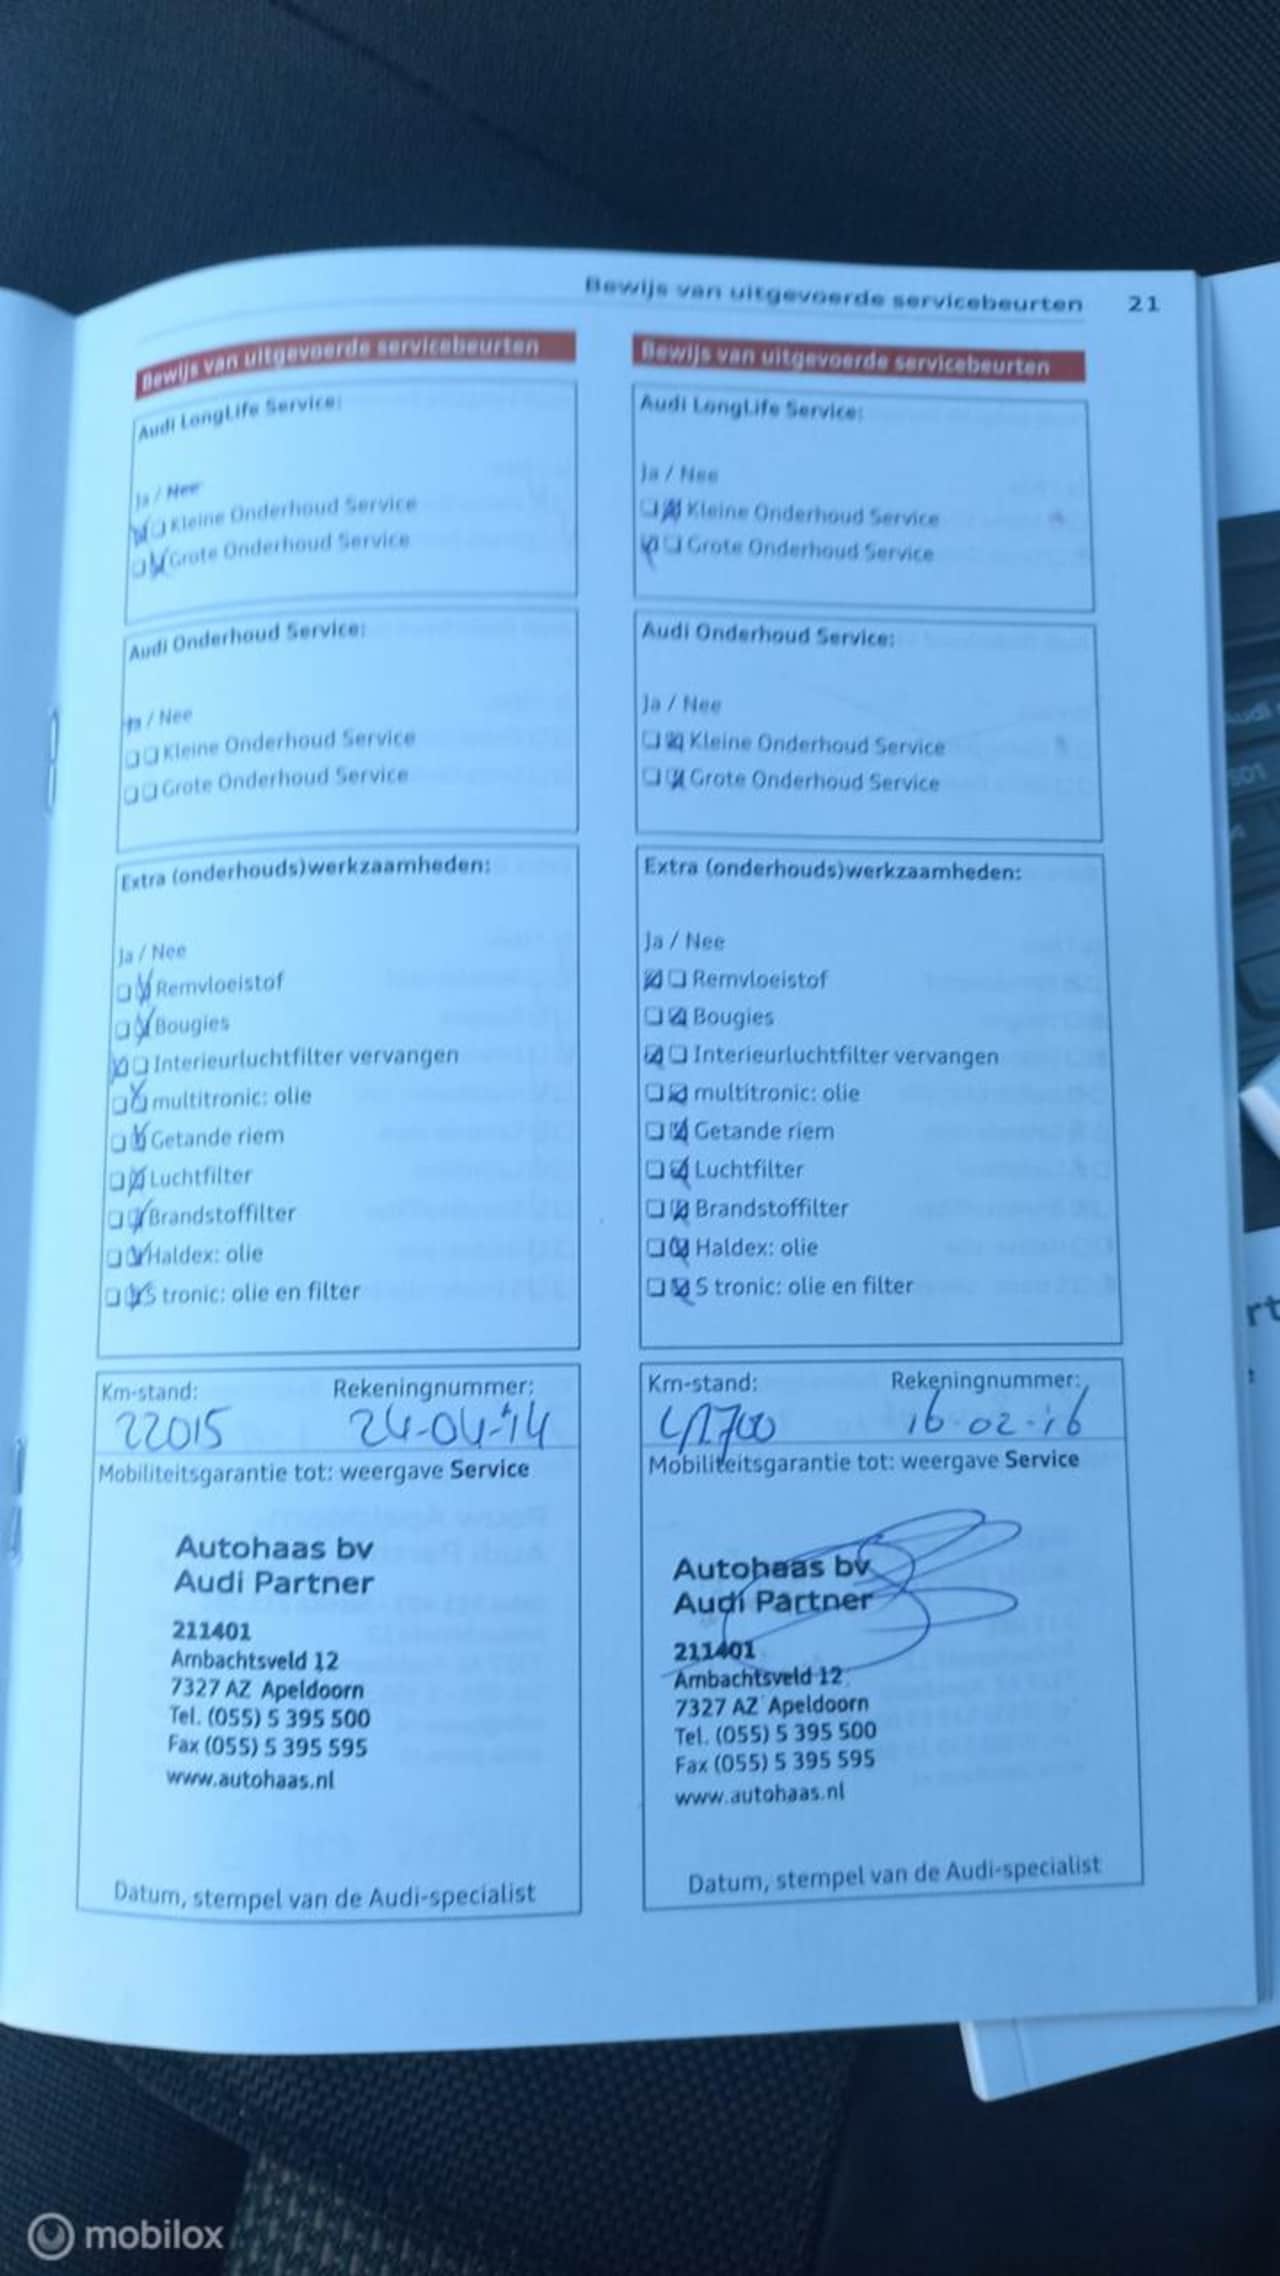 Bewijs van uitgevoerde servicebeurten 21
Bewijs van uitgevoerde servicebeurten
Audi LongLife Service:
Ja / Nee
Kleine Onderhoud Service
Grote Onderhoud Service
Audi Onderhoud Service:
Ja / Nee
Kleine Onderhoud Service
Grote Onderhoud Service
Extra (onderhouds)werkzaamheden:
Ja / Nee
Remvloeistof
Bougies
Interieurluchtfilter vervangen
multitronic: olie
Getande riem
Luchtfilter
Brandstoffilter
Haldex: olie
S tronic: olie en filter
Km-stand: Rekeningnummer:
22015 24-04-'14
Mobiliteitsgarantie tot: weergave Service
Autohaas bv
Audi Partner
211401
Ambachtsveld 12
7327 AZ Apeldoorn
Tel. (055) 5 395 500
Fax (055) 5 395 595
www.autohaas.nl
Datum, stempel van de Audi-specialist
Bewijs van uitgevoerde servicebeurten
Audi LongLife Service:
Ja / Nee
Kleine Onderhoud Service
Grote Onderhoud Service
Audi Onderhoud Service:
Ja / Nee
Kleine Onderhoud Service
Grote Onderhoud Service
Extra (onderhouds)werkzaamheden:
Ja / Nee
Remvloeistof
Bougies
Interieurluchtfilter vervangen
multitronic: olie
Getande riem
Luchtfilter
Brandstoffilter
Haldex: olie
S tronic: olie en filter
Km-stand: Rekeningnummer:
16-02-'16
Mobiliteitsgarantie tot: weergave Service
Autohaas bv
Audi Partner
211401
Ambachtsveld 12
7327 AZ Apeldoorn
Tel. (055) 5 395 500
Fax (055) 5 395 595
www.autohaas.nl
Datum, stempel van de Audi-specialist
mobilox